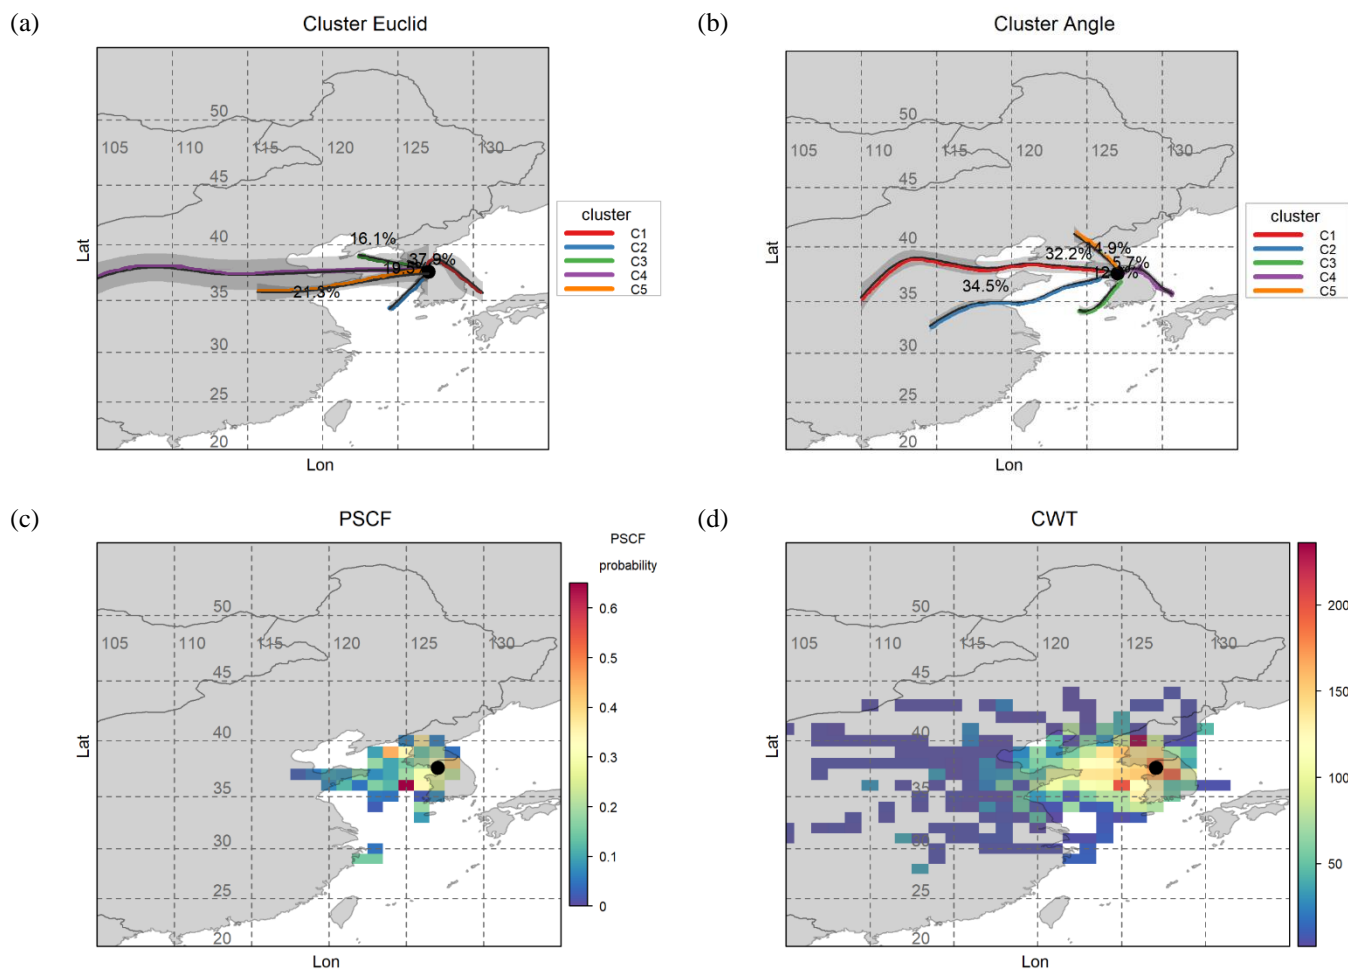 (a)
Cluster Euclid
50
105 110 115 120 125 130
45
40
35
30
25
20
16.1%
37.9%
21.3%
Lat
Lon
cluster
C1
C2
C3
C4
C5
(b)
Cluster Angle
50
105 110 115 120 125 130
45
40
35
30
25
20
32.2%
14.9%
5.7%
34.5%
Lat
Lon
cluster
C1
C2
C3
C4
C5
(c)
PSCF
PSCF
probability
0.6
0.5
0.4
0.3
0.2
0.1
0
50
105 110 115 120 125 130
45
40
35
30
25
20
Lat
Lon
(d)
CWT
200
150
100
50
50
105 110 115 120 125 130
45
40
35
30
25
20
Lat
Lon